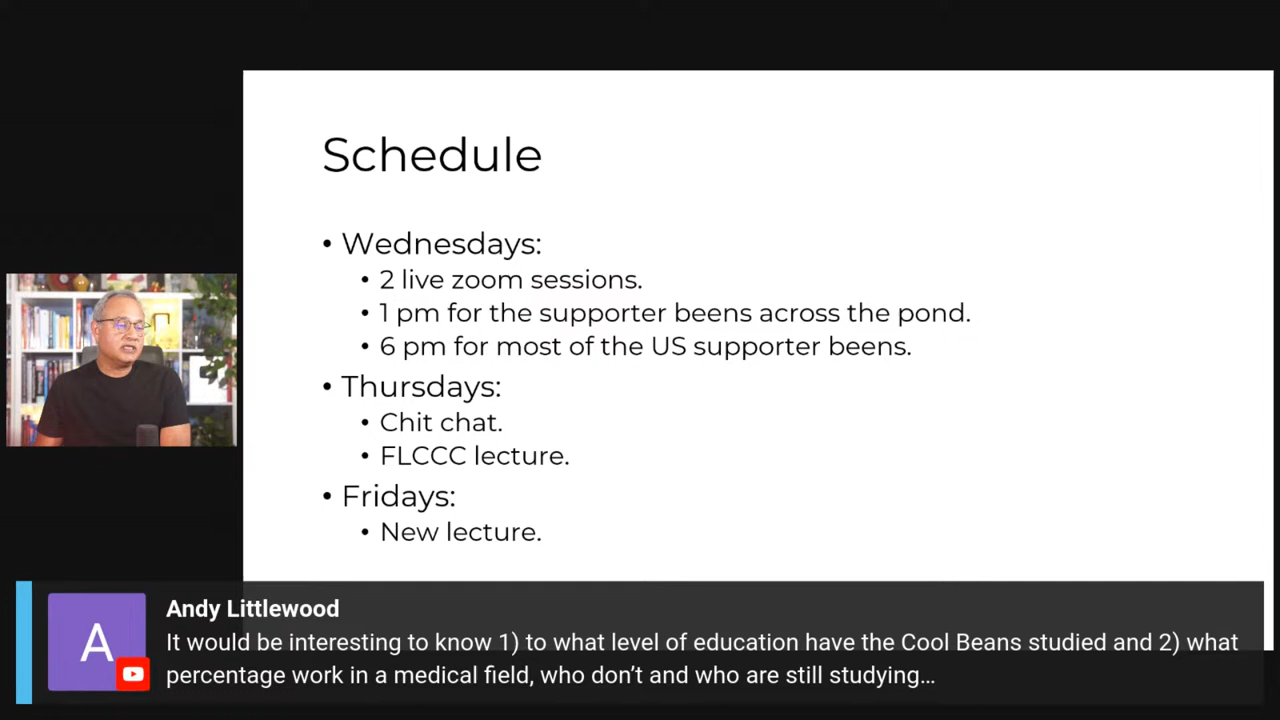 Schedule
• Wednesdays:
• 2 live zoom sessions.
• 1 pm for the supporter beens across the pond.
• 6 pm for most of the US supporter beens.
• Thursdays:
• Chit chat.
• FLCCC lecture.
• Fridays:
• New lecture.
A
Andy Littlewood
It would be interesting to know 1) to what level of education have the Cool Beans studied and 2) what
percentage work in a medical field, who don’t and who are still studying…